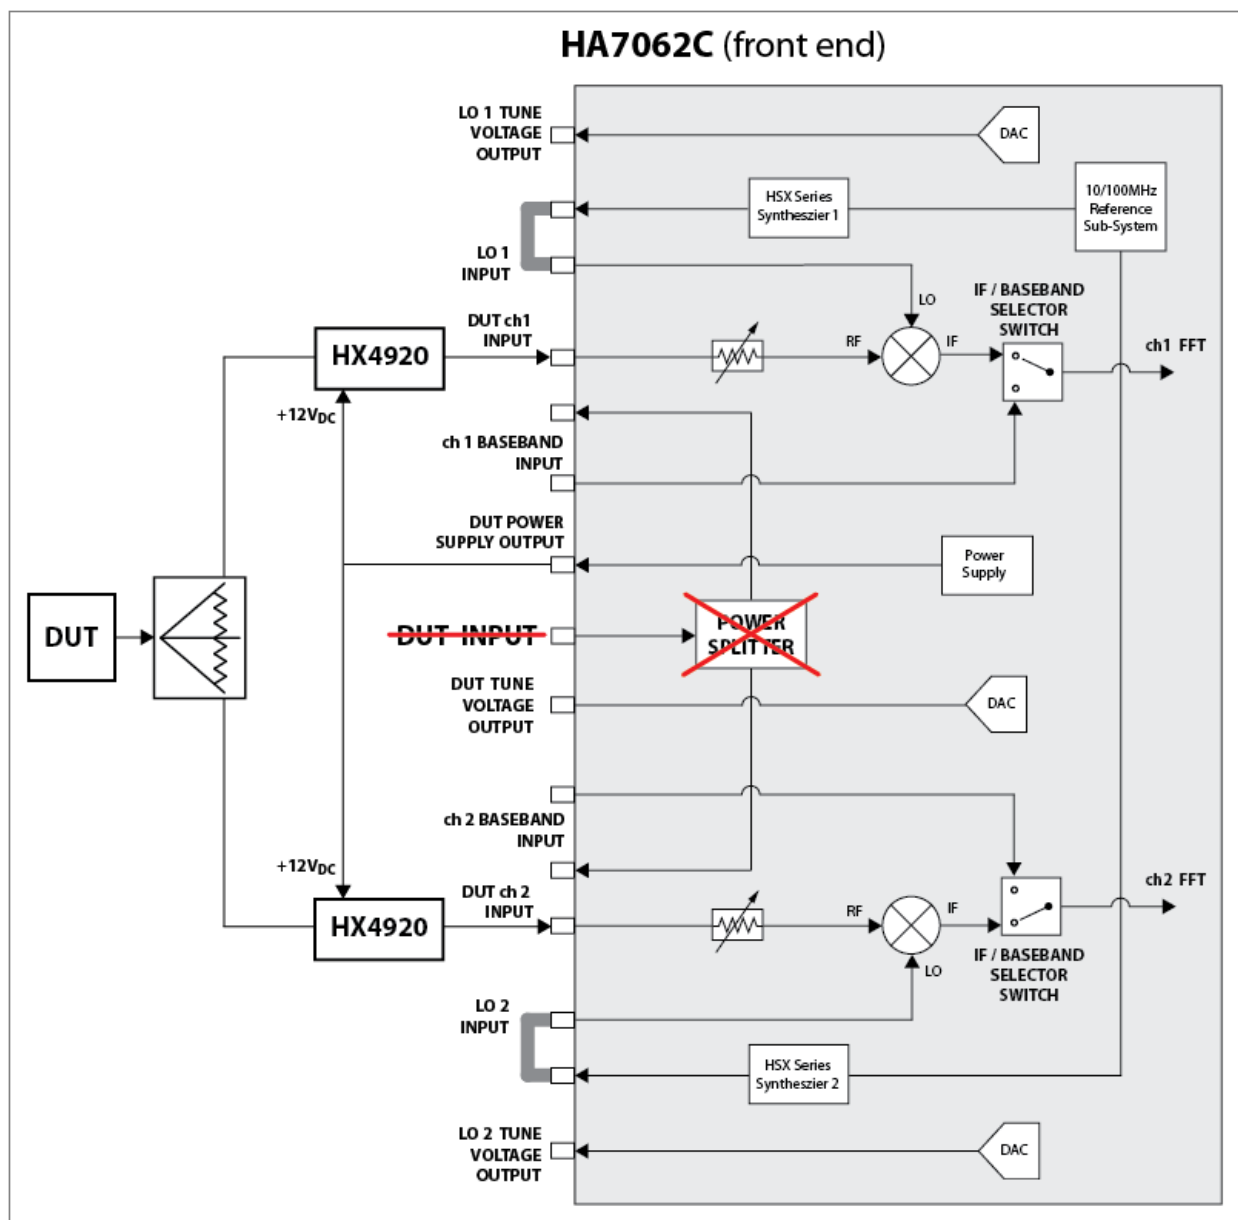 HA7062C (front end)
LO 1 TUNE
VOLTAGE
OUTPUT
DAC
HSX Series
Syntheszier 1
10/100MHz
Reference
Sub-System
LO 1
INPUT
LO
IF / BASEBAND
SELECTOR
SWITCH
DUT ch1
INPUT
HX4920
RF
IF
ch1 FFT
+12VDC
ch 1 BASEBAND
INPUT
DUT POWER
SUPPLY OUTPUT
Power
Supply
DUT
DUT INPUT
POWER
SPLITTER
DUT TUNE
VOLTAGE
OUTPUT
DAC
ch 2 BASEBAND
INPUT
+12VDC
DUT ch 2
INPUT
HX4920
RF
IF
ch2 FFT
LO
IF / BASEBAND
SELECTOR
SWITCH
LO 2
INPUT
HSX Series
Syntheszier 2
LO 2 TUNE
VOLTAGE
OUTPUT
DAC